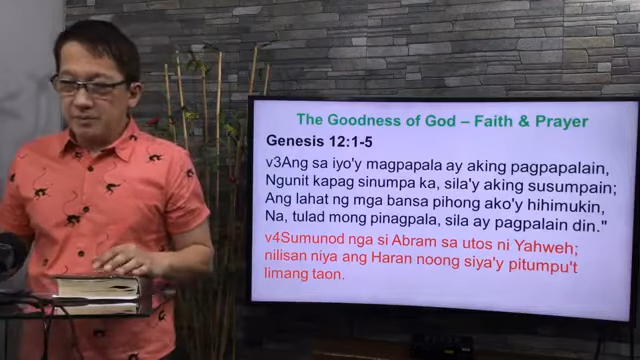 The Goodness of God – Faith & Prayer
Genesis 12:1-5
v3Ang sa iyo'y magpapala ay aking pagpapalain,
Ngunit kapag sinumpa ka, sila'y aking susumpain;
Ang lahat ng mga bansa pihong ako'y hihimukin,
Na, tulad mong pinagpala, sila ay pagpalain din."
v4Sumunod nga si Abram sa utos ni Yahweh;
nilisan niya ang Haran noong siya'y pitumpu't
limang taon.